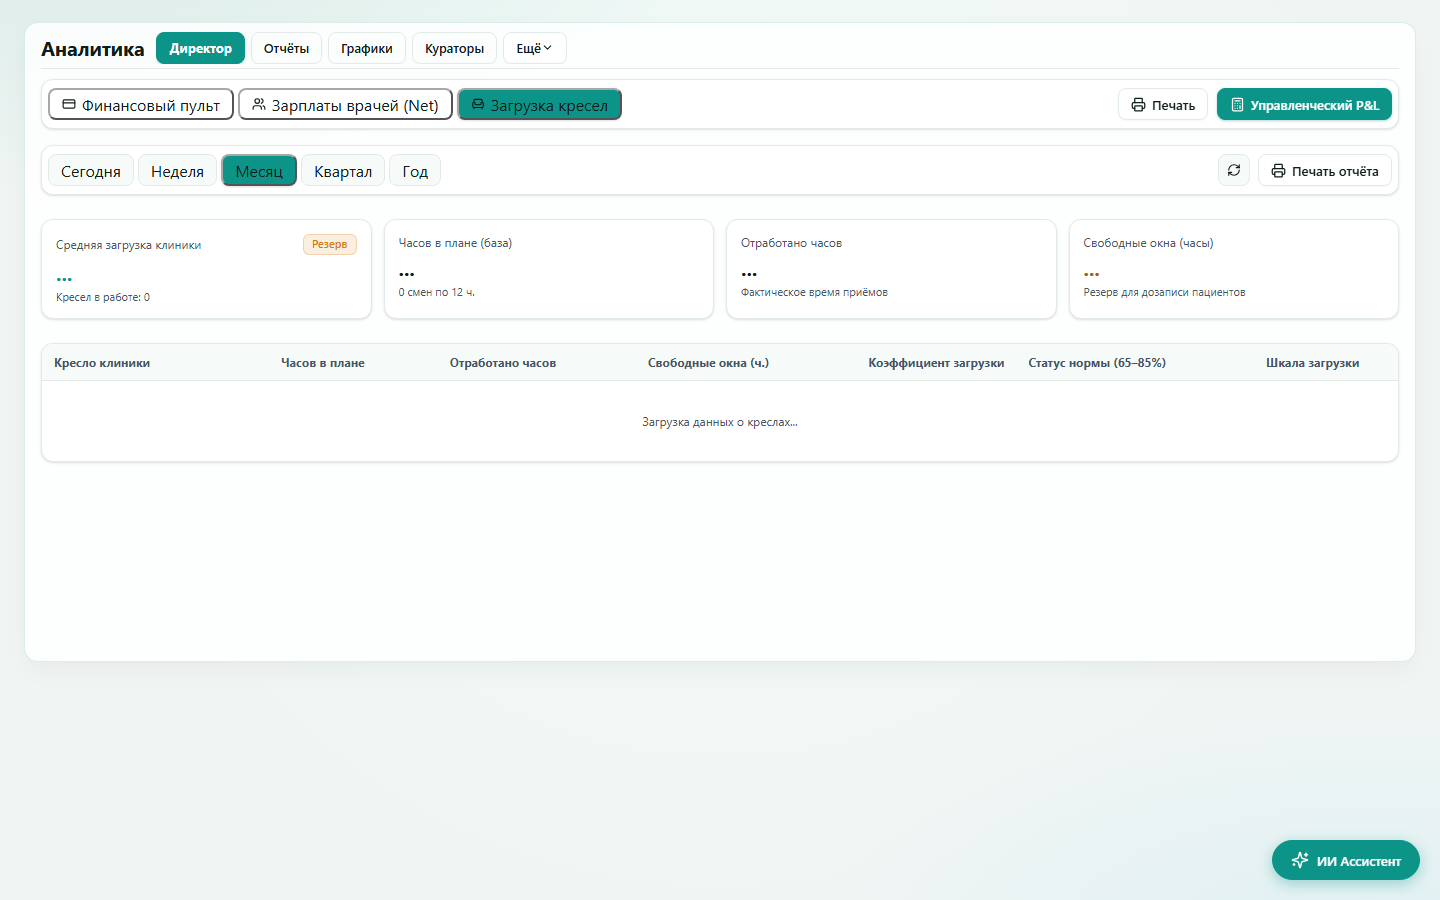 Аналитика Директор Отчёты Графики Кураторы Ещё
Финансовый пульт Зарплаты врачей (Net) Загрузка кресел Печать Управленческий P&L
Сегодня Неделя Месяц Квартал Год Печать отчёта
Средняя загрузка клиники Резерв
...
Кресел в работе: 0
Часов в плане (база)
...
0 смен по 12 ч.
Отработано часов
...
Фактическое время приёмов
Свободные окна (часы)
...
Резерв для дозаписи пациентов
Кресло клиники Часов в плане Отработано часов Свободные окна (ч.) Коэффициент загрузки Статус нормы (65–85%) Шкала загрузки
Загрузка данных о креслах...
ИИ Ассистент